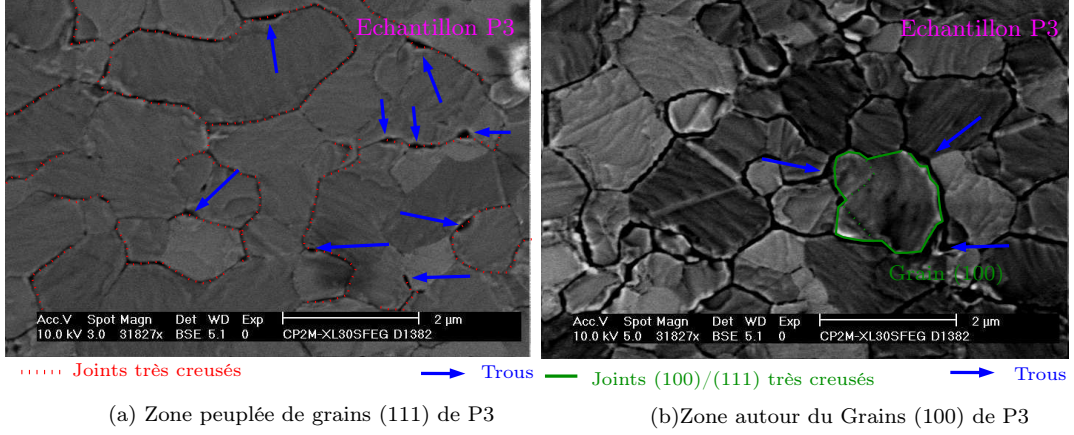 Echantillon P3
Acc.V Spot Magn Det WD Exp 2 µm
10.0 kV 3.0 31827x BSE 5.1 0 CP2M-XL30SFEG D1382
Joints très creusés
Trous
(a) Zone peuplée de grains (111) de P3
Echantillon P3
Grain (100)
Acc.V Spot Magn Det WD Exp 2 µm
10.0 kV 5.0 31827x BSE 5.1 0 CP2M-XL30SFEG D1382
Joints (100)/(111) très creusés
Trous
(b)Zone autour du Grains (100) de P3